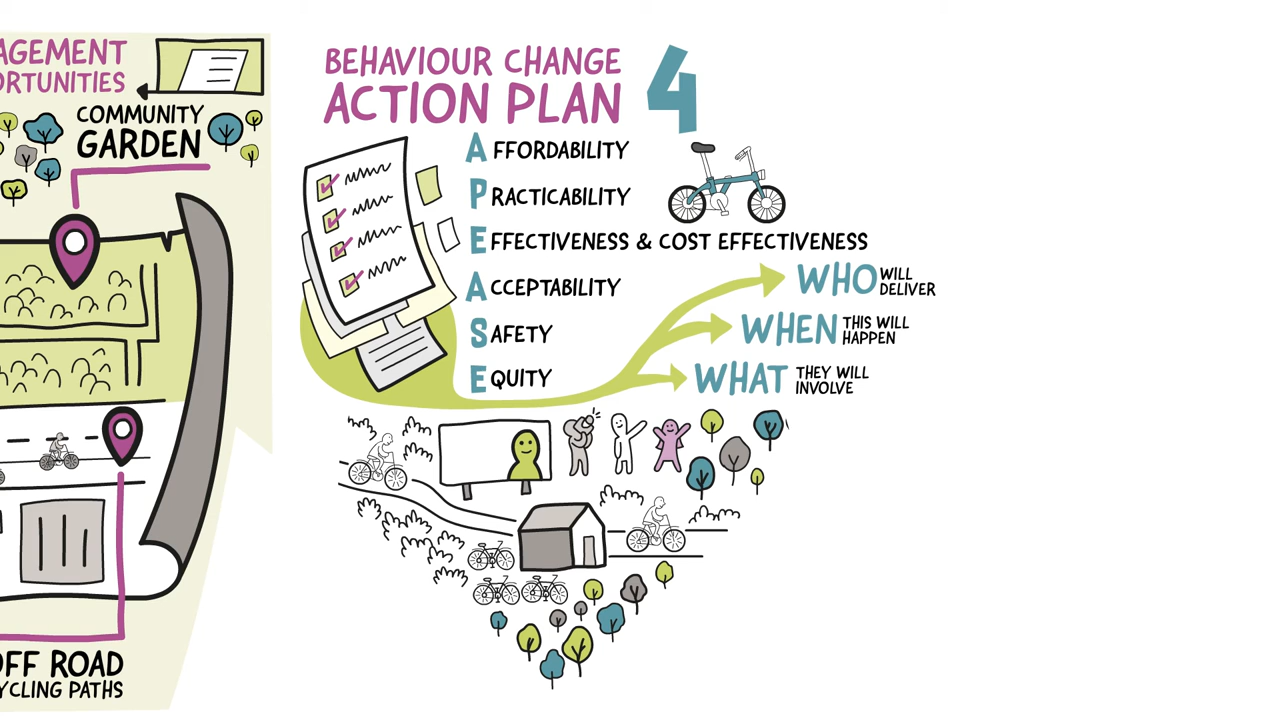 AGEMENT
ORTUNITIES
COMMUNITY
GARDEN
OFF ROAD
YCLING PATHS
BEHAVIOUR CHANGE
ACTION PLAN 4
AFFORDABILITY
PRACTICABILITY
EFFECTIVENESS & COST EFFECTIVENESS
ACCEPTABILITY
SAFETY
EQUITY
WHO WILL
DELIVER
WHEN THIS WILL
HAPPEN
WHAT THEY WILL
INVOLVE